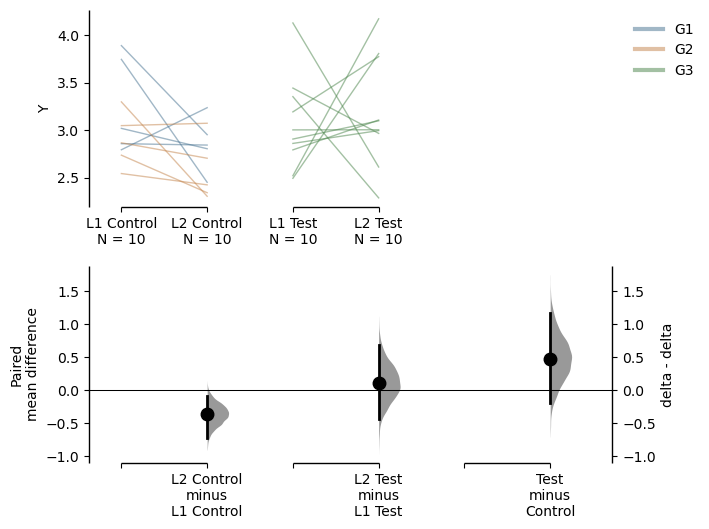 G1
G2
G3
4.0
3.5
3.0
2.5
Y
L1 Control
N = 10
L2 Control
N = 10
L1 Test
N = 10
L2 Test
N = 10
1.5
1.0
0.5
0.0
−0.5
−1.0
Paired
mean difference
1.5
1.0
0.5
0.0
−0.5
−1.0
delta - delta
L2 Control
minus
L1 Control
L2 Test
minus
L1 Test
Test
minus
Control